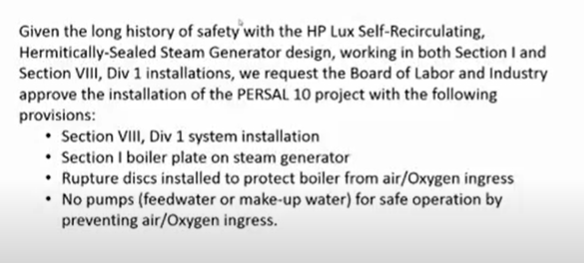 Given the long history of safety with the HP Lux Self-Recirculating,
Hermitically-Sealed Steam Generator design, working in both Section I and
Section VIII, Div 1 installations, we request the Board of Labor and Industry
approve the installation of the PERSAL 10 project with the following
provisions:
• Section VIII, Div 1 system installation
• Section I boiler plate on steam generator
• Rupture discs installed to protect boiler from air/Oxygen ingress
• No pumps (feedwater or make-up water) for safe operation by
preventing air/Oxygen ingress.